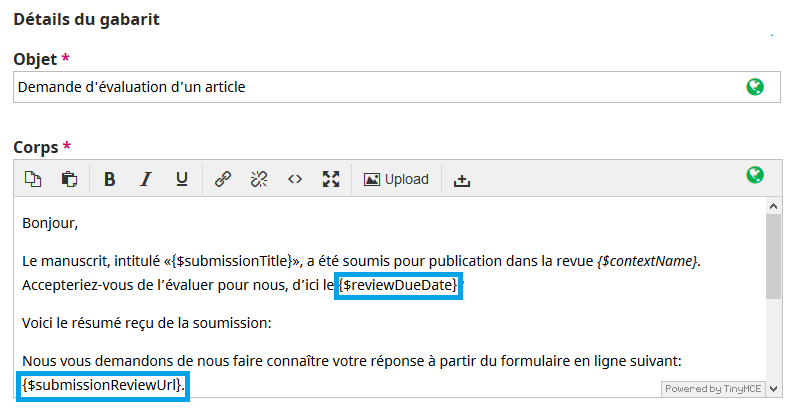 Détails du gabarit
Objet *
Demande d'évaluation d'un article
Corps *
B I U <> Upload
Bonjour,
Le manuscrit, intitulé «{$submissionTitle}», a été soumis pour publication dans la revue {$contextName}.
Accepteriez-vous de l’évaluer pour nous, d’ici le {$reviewDueDate}?
Voici le résumé reçu de la soumission:
Nous vous demandons de nous faire connaître votre réponse à partir du formulaire en ligne suivant:
{$submissionReviewUrl}.
Powered by TinyMCE